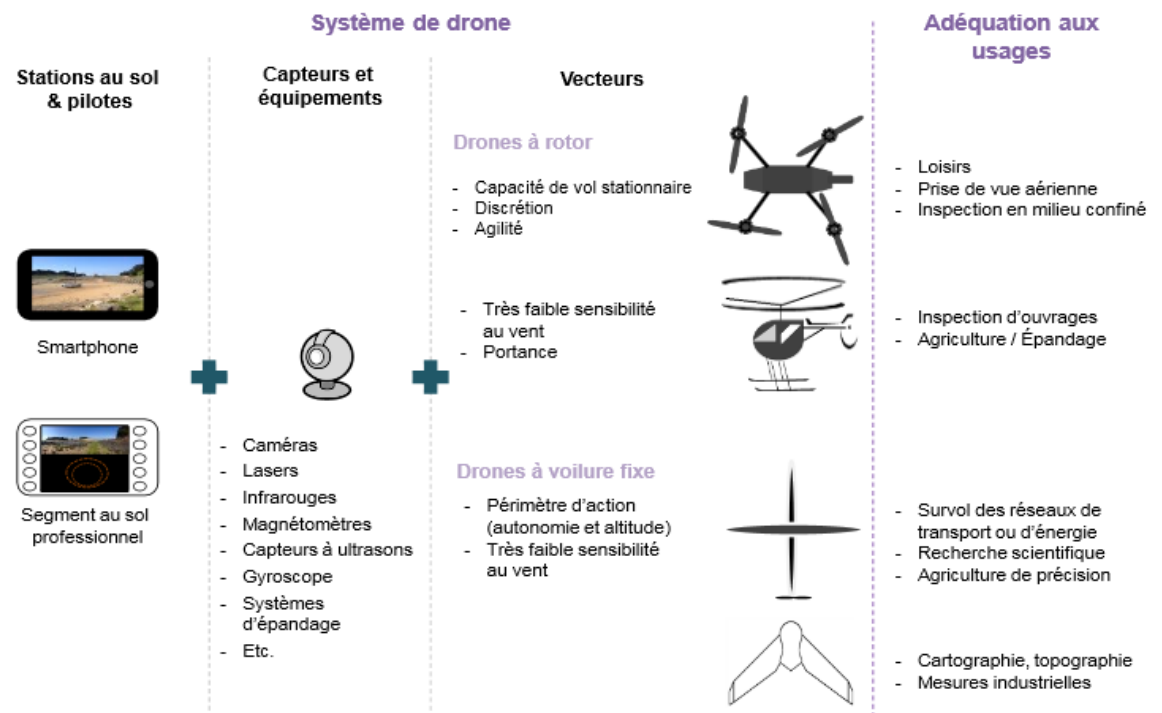 Système de drone
Adéquation aux
usages
Stations au sol
& pilotes
Capteurs et
équipements
Vecteurs
Smartphone
Segment au sol
professionnel
- Caméras
- Lasers
- Infrarouges
- Magnétomètres
- Capteurs à ultrasons
- Gyroscope
- Systèmes
d'épandage
- Etc.
Drones à rotor
- Capacité de vol stationnaire
- Discrétion
- Agilité
- Très faible sensibilité
au vent
- Portance
Drones à voilure fixe
- Périmètre d'action
(autonomie et altitude)
- Très faible sensibilité
au vent
- Loisirs
- Prise de vue aérienne
- Inspection en milieu confiné
- Inspection d'ouvrages
- Agriculture / Épandage
- Survol des réseaux de
transport ou d'énergie
- Recherche scientifique
- Agriculture de précision
- Cartographie, topographie
- Mesures industrielles